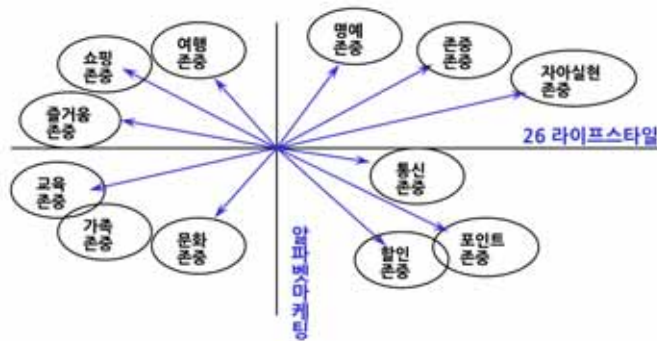 여행
존중
명예
존중
존중
존중
쇼핑
존중
자아실현
존중
즐거움
존중
26 라이프스타일
통신
존중
교육
존중
가족
존중
문화
존중
할인
존중
포인트
존중
알파벳마케팅